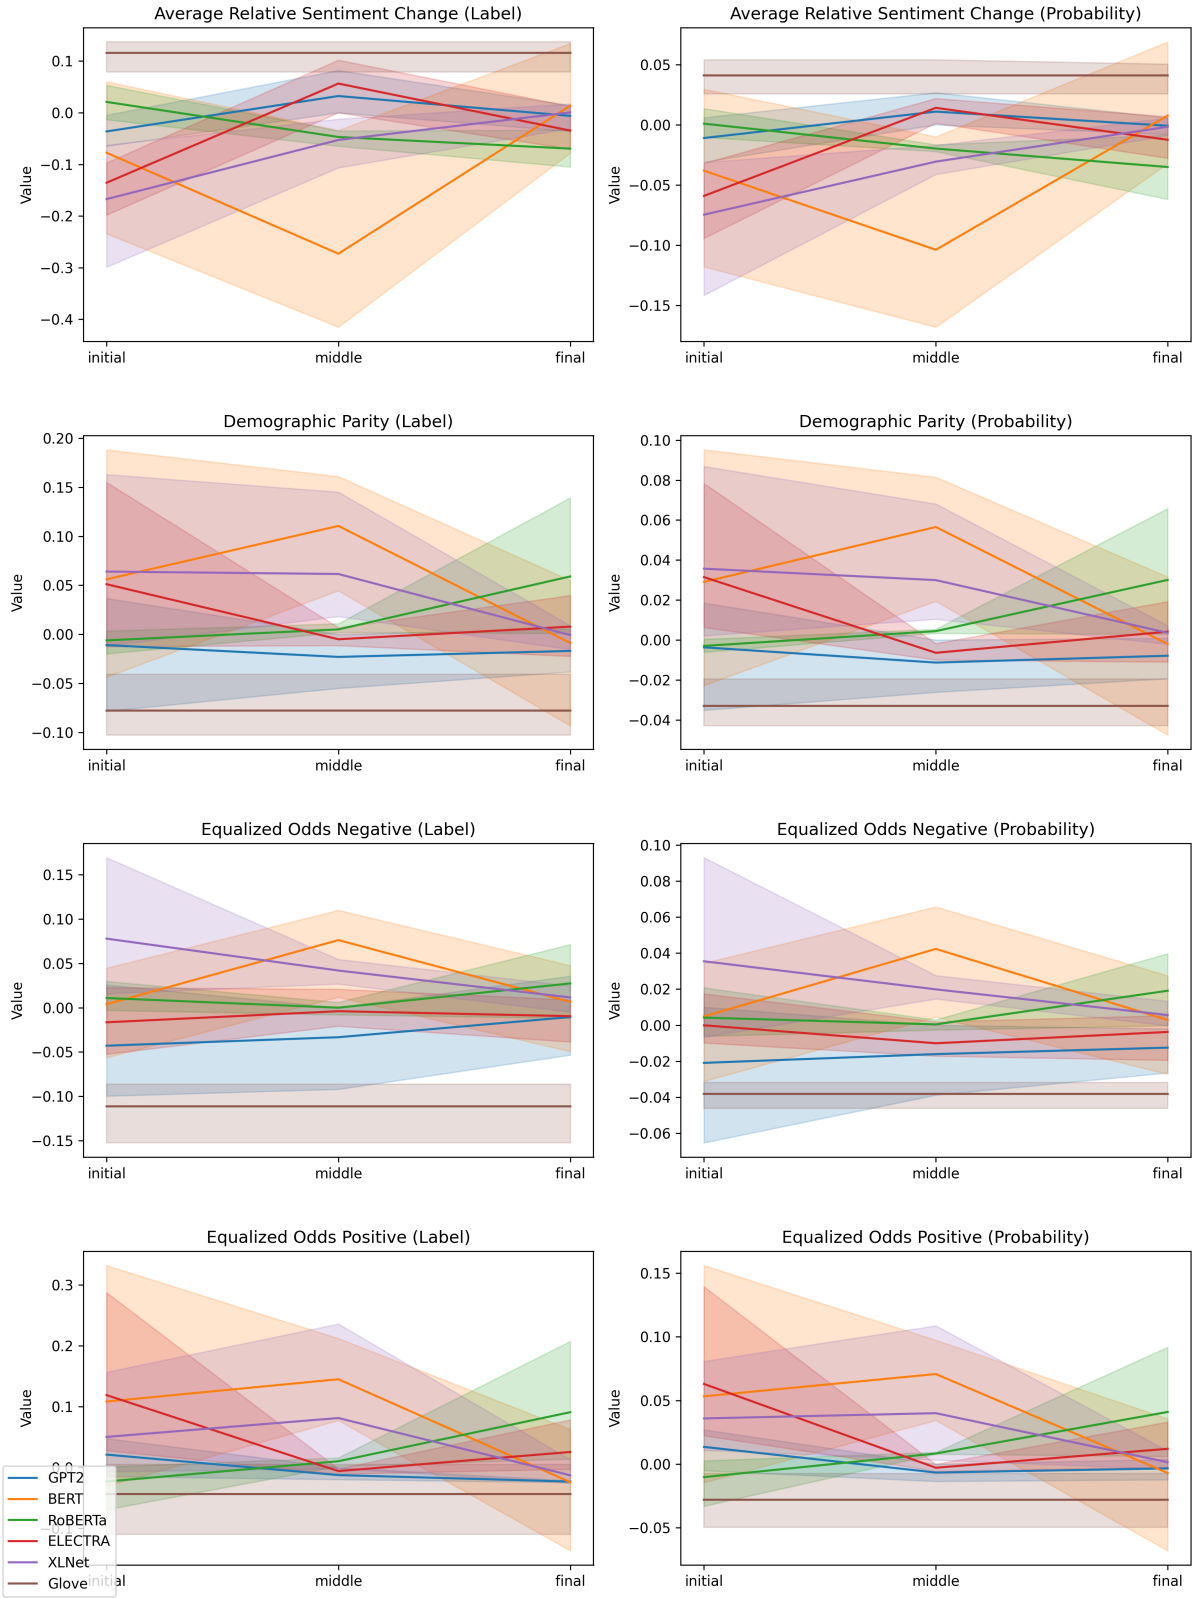 Average Relative Sentiment Change (Label)
Value
0.1
0.0
−0.1
−0.2
−0.3
−0.4
initial
middle
final
Average Relative Sentiment Change (Probability)
Value
0.05
0.00
−0.05
−0.10
−0.15
initial
middle
final
Demographic Parity (Label)
Value
0.20
0.15
0.10
0.05
0.00
−0.05
−0.10
initial
middle
final
Demographic Parity (Probability)
Value
0.10
0.08
0.06
0.04
0.02
0.00
−0.02
−0.04
initial
middle
final
Equalized Odds Negative (Label)
Value
0.15
0.10
0.05
0.00
−0.05
−0.10
−0.15
initial
middle
final
Equalized Odds Negative (Probability)
Value
0.10
0.08
0.06
0.04
0.02
0.00
−0.02
−0.04
−0.06
initial
middle
final
Equalized Odds Positive (Label)
Value
0.3
0.2
0.1
0.0
−0.1
initial
middle
final
Equalized Odds Positive (Probability)
Value
0.15
0.10
0.05
0.00
−0.05
initial
middle
final
GPT2
BERT
RoBERTa
ELECTRA
XLNet
Glove